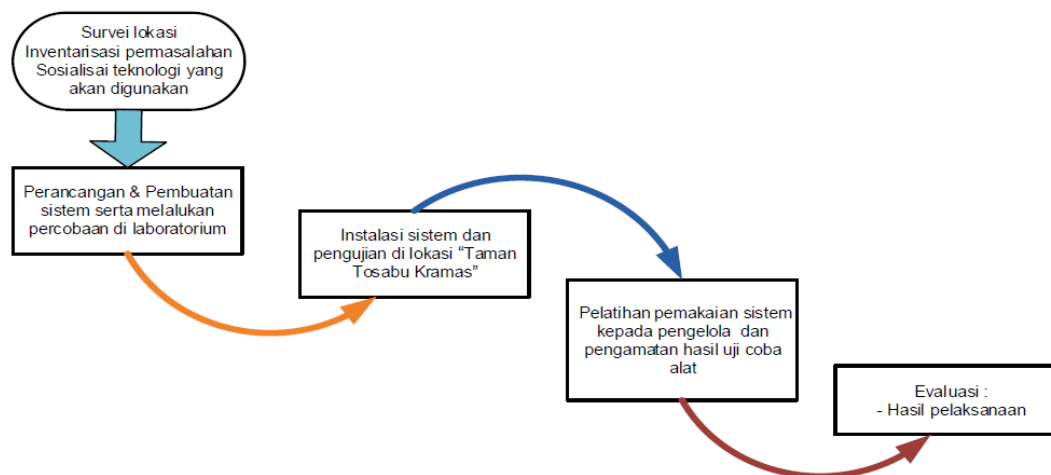 Survei lokasi
Inventarisasi permasalahan
Sosialisai teknologi yang
akan digunakan
Perancangan & Pembuatan
sistem serta melalukan
percobaan di laboratorium
Instalasi sistem dan
pengujian di lokasi “Taman
Tosabu Kramas”
Pelatihan pemakaian sistem
kepada pengelola dan
pengamatan hasil uji coba
alat
Evaluasi :
- Hasil pelaksanaan